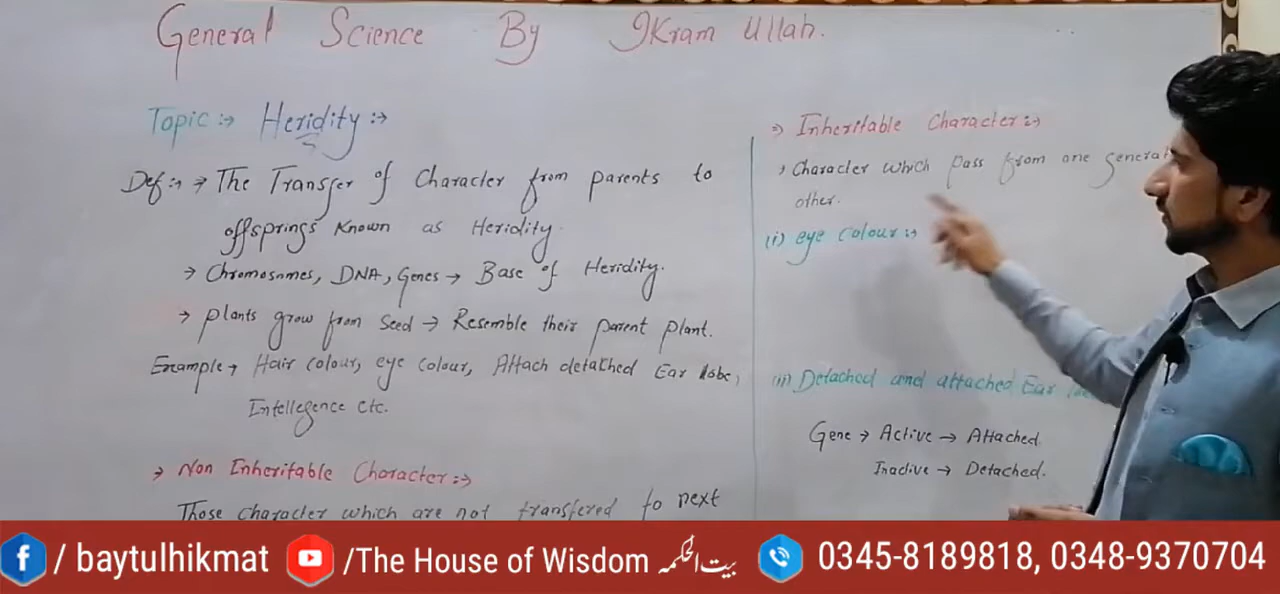 General Science By Ikram Ullah.
Topic :→ Heridity :→
Def :→ → The Transfer of Character from parents to
offsprings Known as Heridity.
→ Chromosomes, DNA, Genes → Base of Heridity.
→ plants grow from seed → Resemble their parent plant.
Example → Hair colour, eye colour, Attach detatched Ear lobe,
Intellegence etc.
→ Non Inheritable Character :→
Those character which are not transfered to next
⇒ Inheritable Character :→
, Character which pass from one generat
other.
(i) eye colour :→
(ii) Detached and attached Ear
Gene → Active → Attached.
Inactive → Detached.
/ baytulhikmat /The House of Wisdom بيت الحكمه 0345-8189818, 0348-9370704